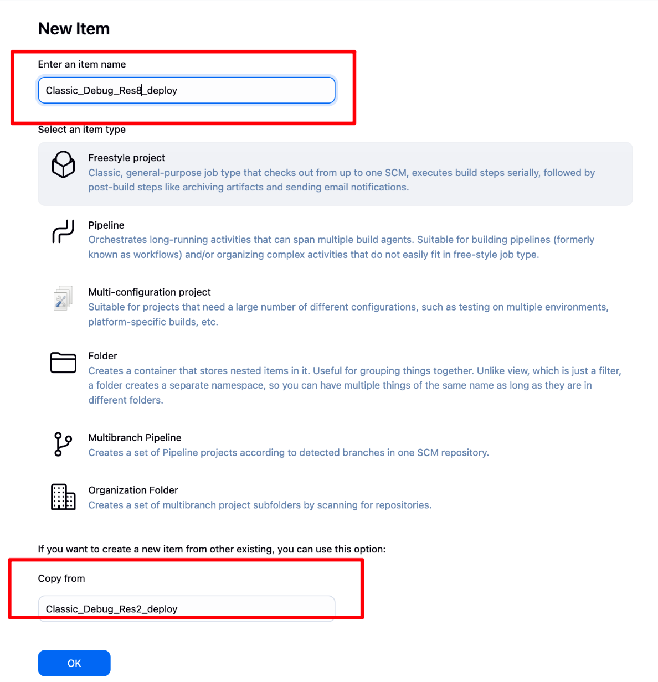 New Item
Enter an item name
Classic_Debug_Res8_deploy
Select an item type
Freestyle project
Classic, general-purpose job type that checks out from up to one SCM, executes build steps serially, followed by
post-build steps like archiving artifacts and sending email notifications.
Pipeline
Orchestrates long-running activities that can span multiple build agents. Suitable for building pipelines (formerly
known as workflows) and/or organizing complex activities that do not easily fit in free-style job type.
Multi-configuration project
Suitable for projects that need a large number of different configurations, such as testing on multiple environments,
platform-specific builds, etc.
Folder
Creates a container that stores nested items in it. Useful for grouping things together. Unlike view, which is just a filter,
a folder creates a separate namespace, so you can have multiple things of the same name as long as they are in
different folders.
Multibranch Pipeline
Creates a set of Pipeline projects according to detected branches in one SCM repository.
Organization Folder
Creates a set of multibranch project subfolders by scanning for repositories.
If you want to create a new item from other existing, you can use this option:
Copy from
Classic_Debug_Res2_deploy
OK